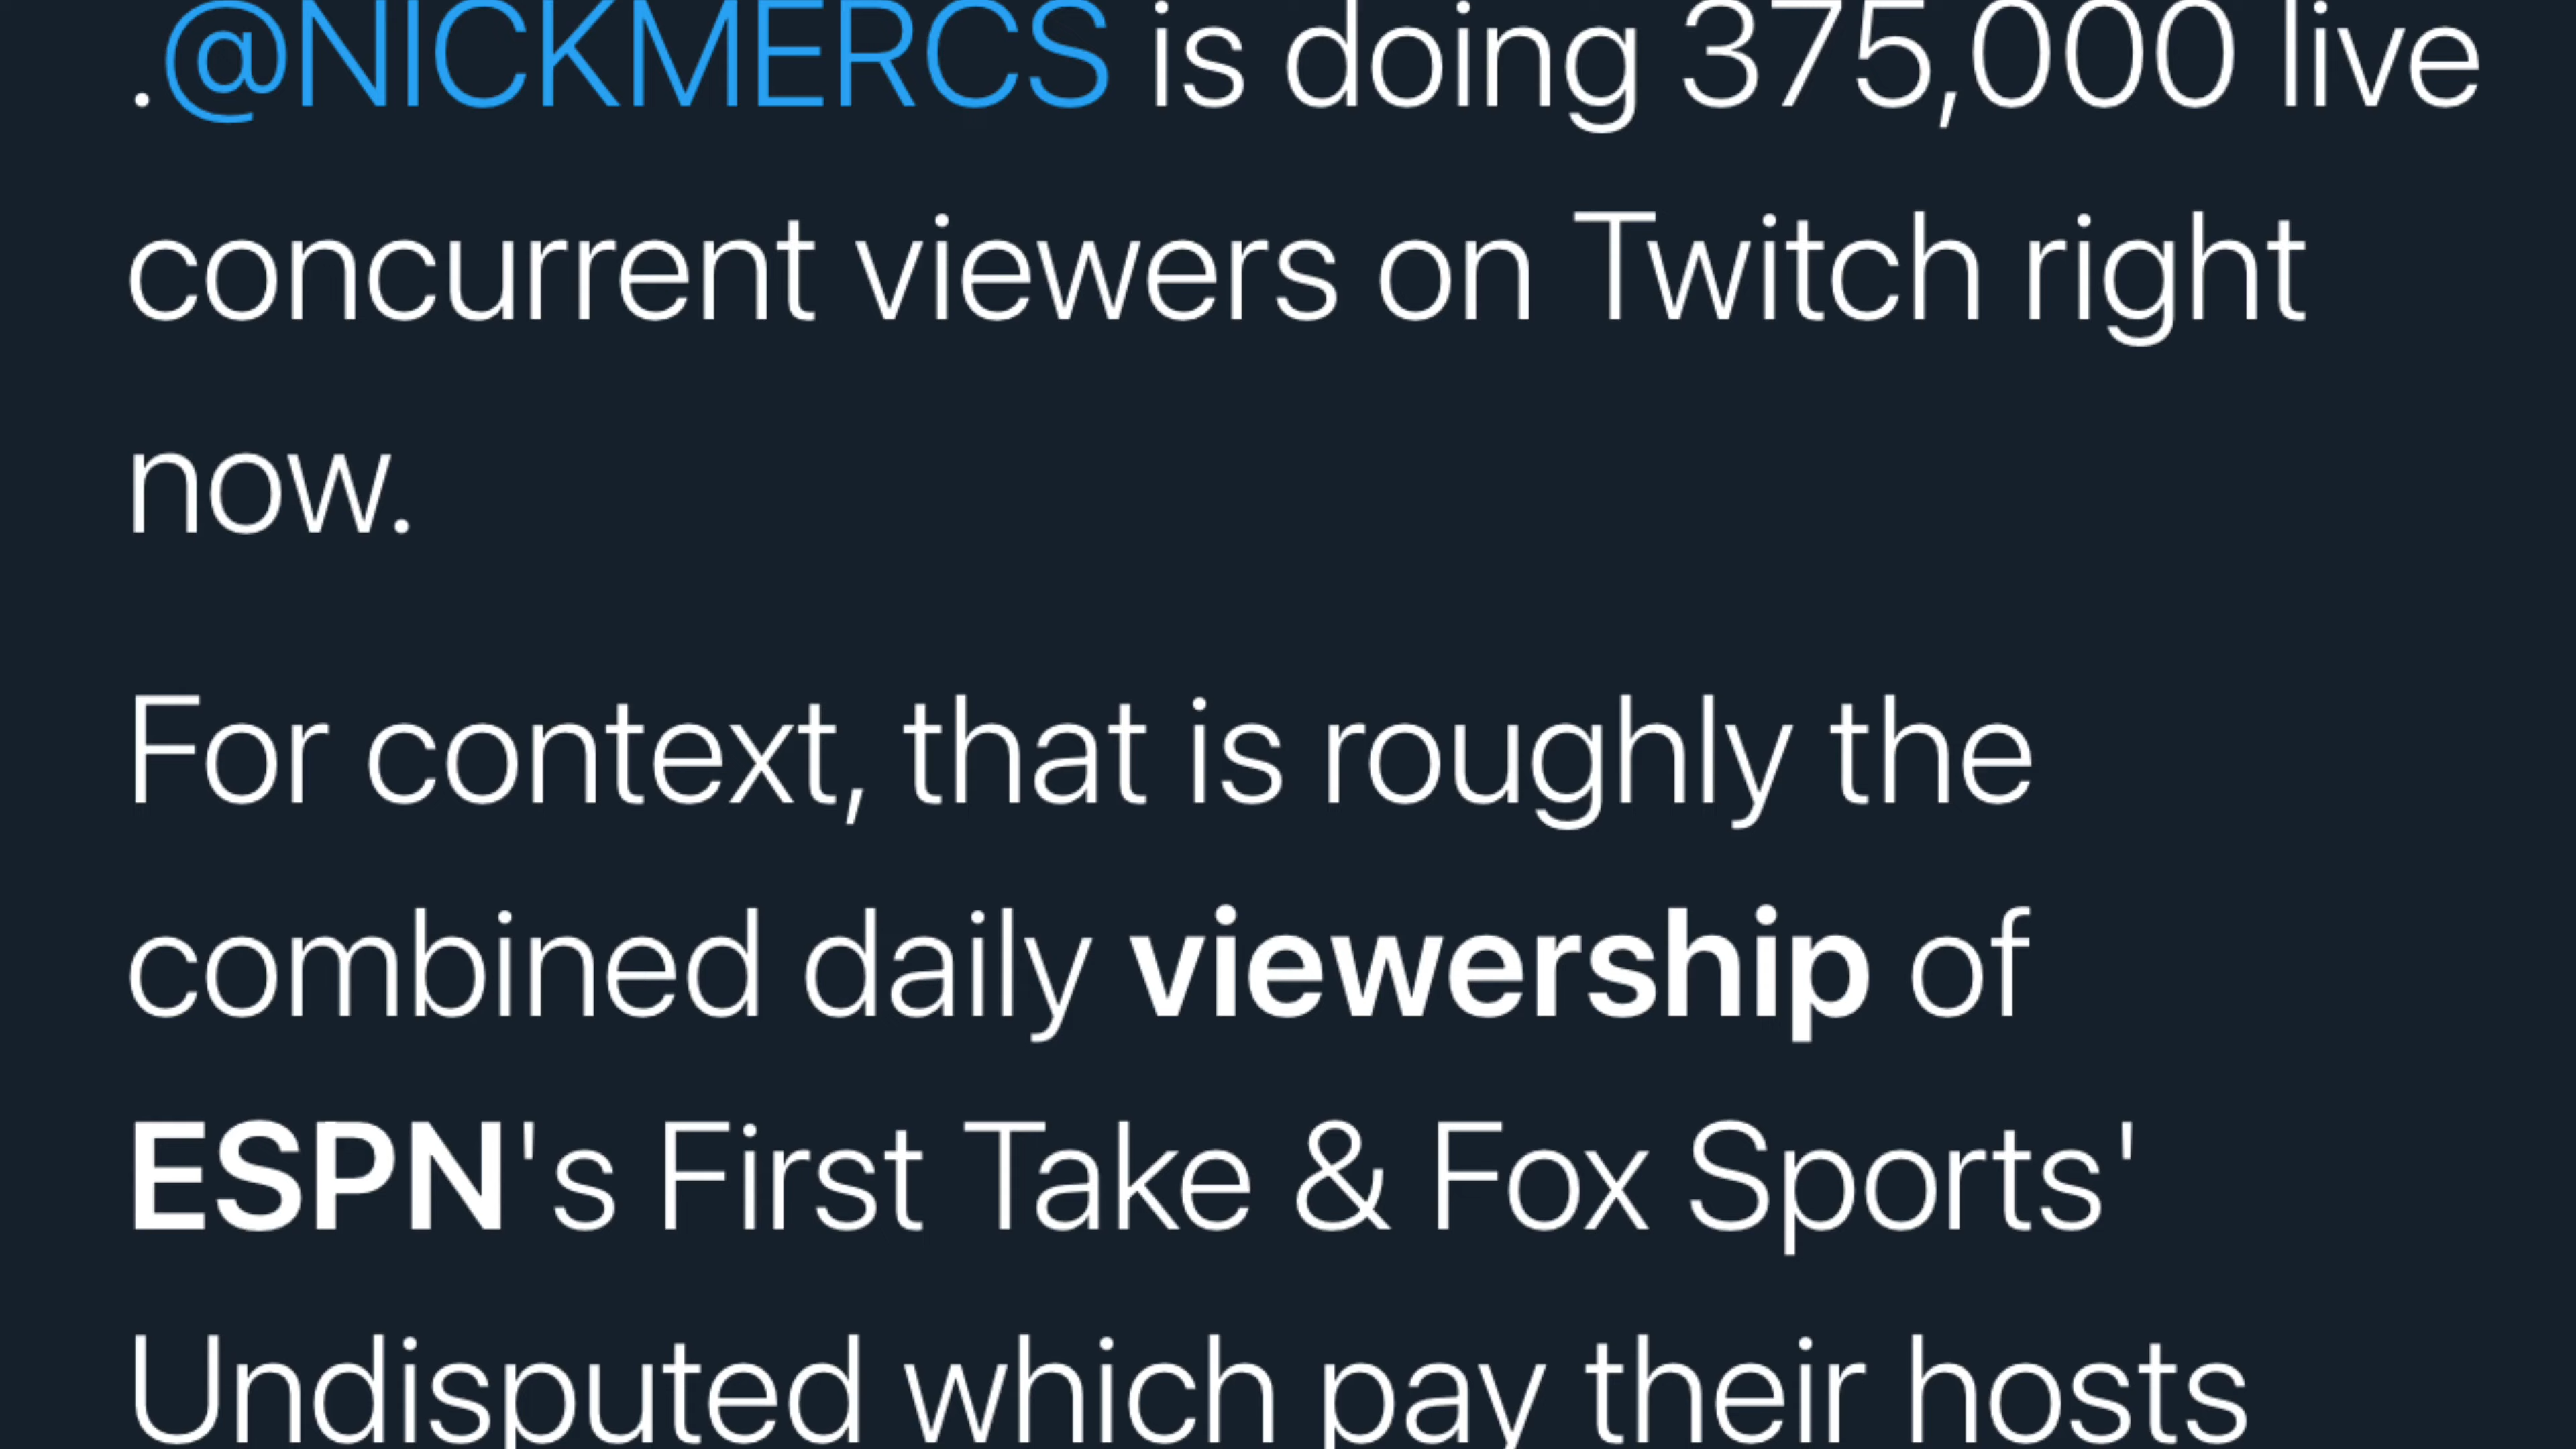 .@NICKMERCS is doing 375,000 live
concurrent viewers on Twitch right
now.
For context, that is roughly the
combined daily viewership of
ESPN's First Take & Fox Sports'
Undisputed which pay their hosts